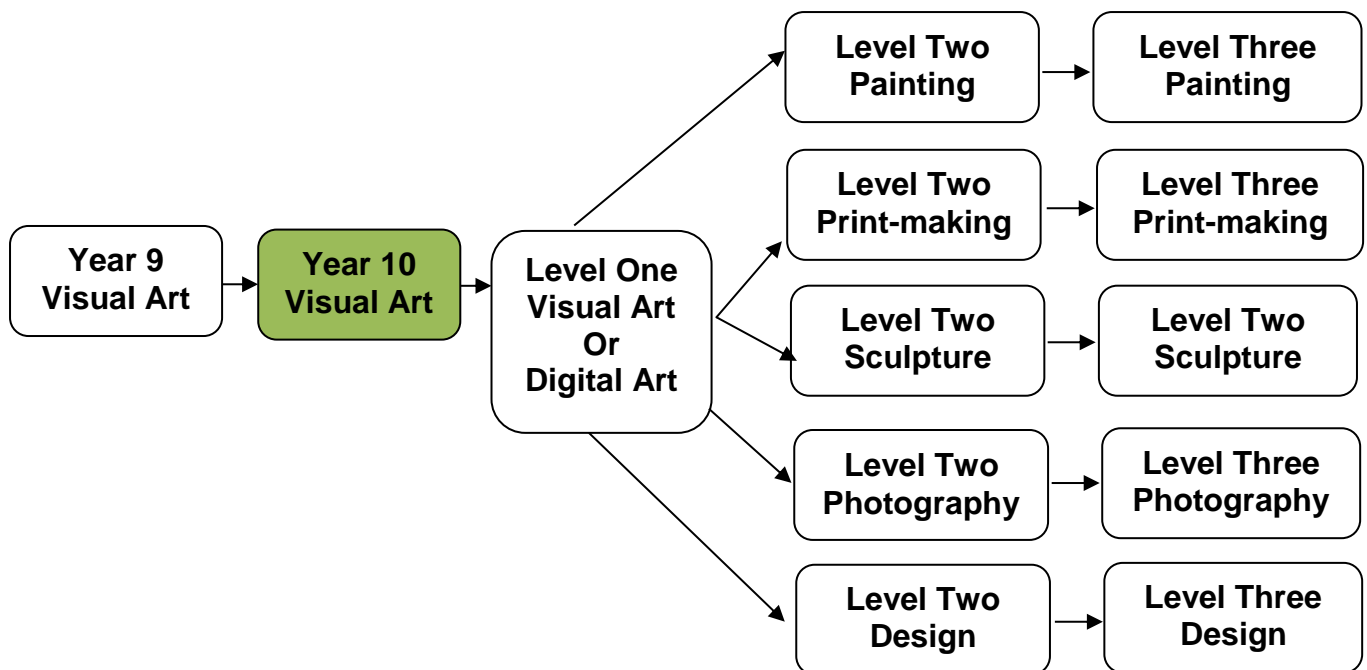 Year 9
Visual Art
Year 10
Visual Art
Level One
Visual Art
Or
Digital Art
Level Two
Painting
Level Three
Painting
Level Two
Print-making
Level Three
Print-making
Level Two
Sculpture
Level Two
Sculpture
Level Two
Photography
Level Three
Photography
Level Two
Design
Level Three
Design